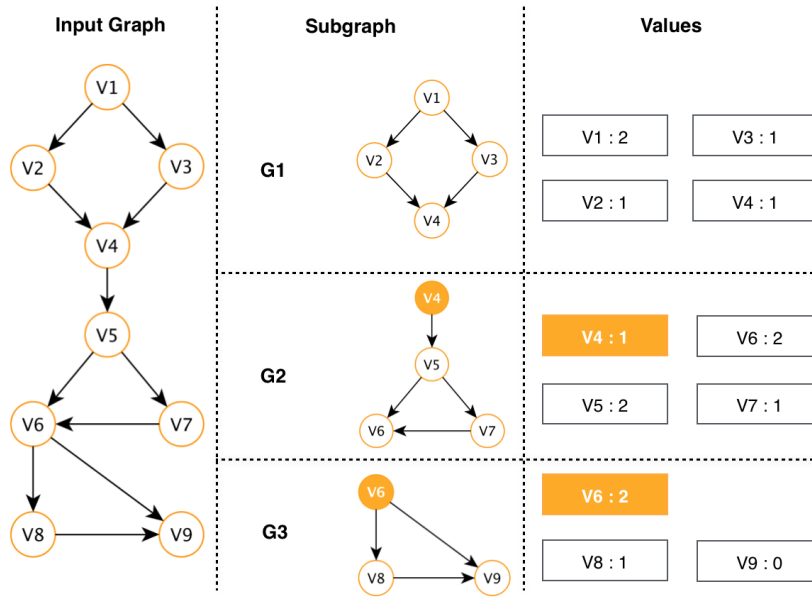 Input Graph
Subgraph
Values
V1
V2
V3
V4
V5
V6
V7
V8
V9
G1
V1
V2
V3
V4
V1 : 2
V3 : 1
V2 : 1
V4 : 1
G2
V4
V5
V6
V7
V4 : 1
V6 : 2
V5 : 2
V7 : 1
G3
V6
V8
V9
V6 : 2
V8 : 1
V9 : 0